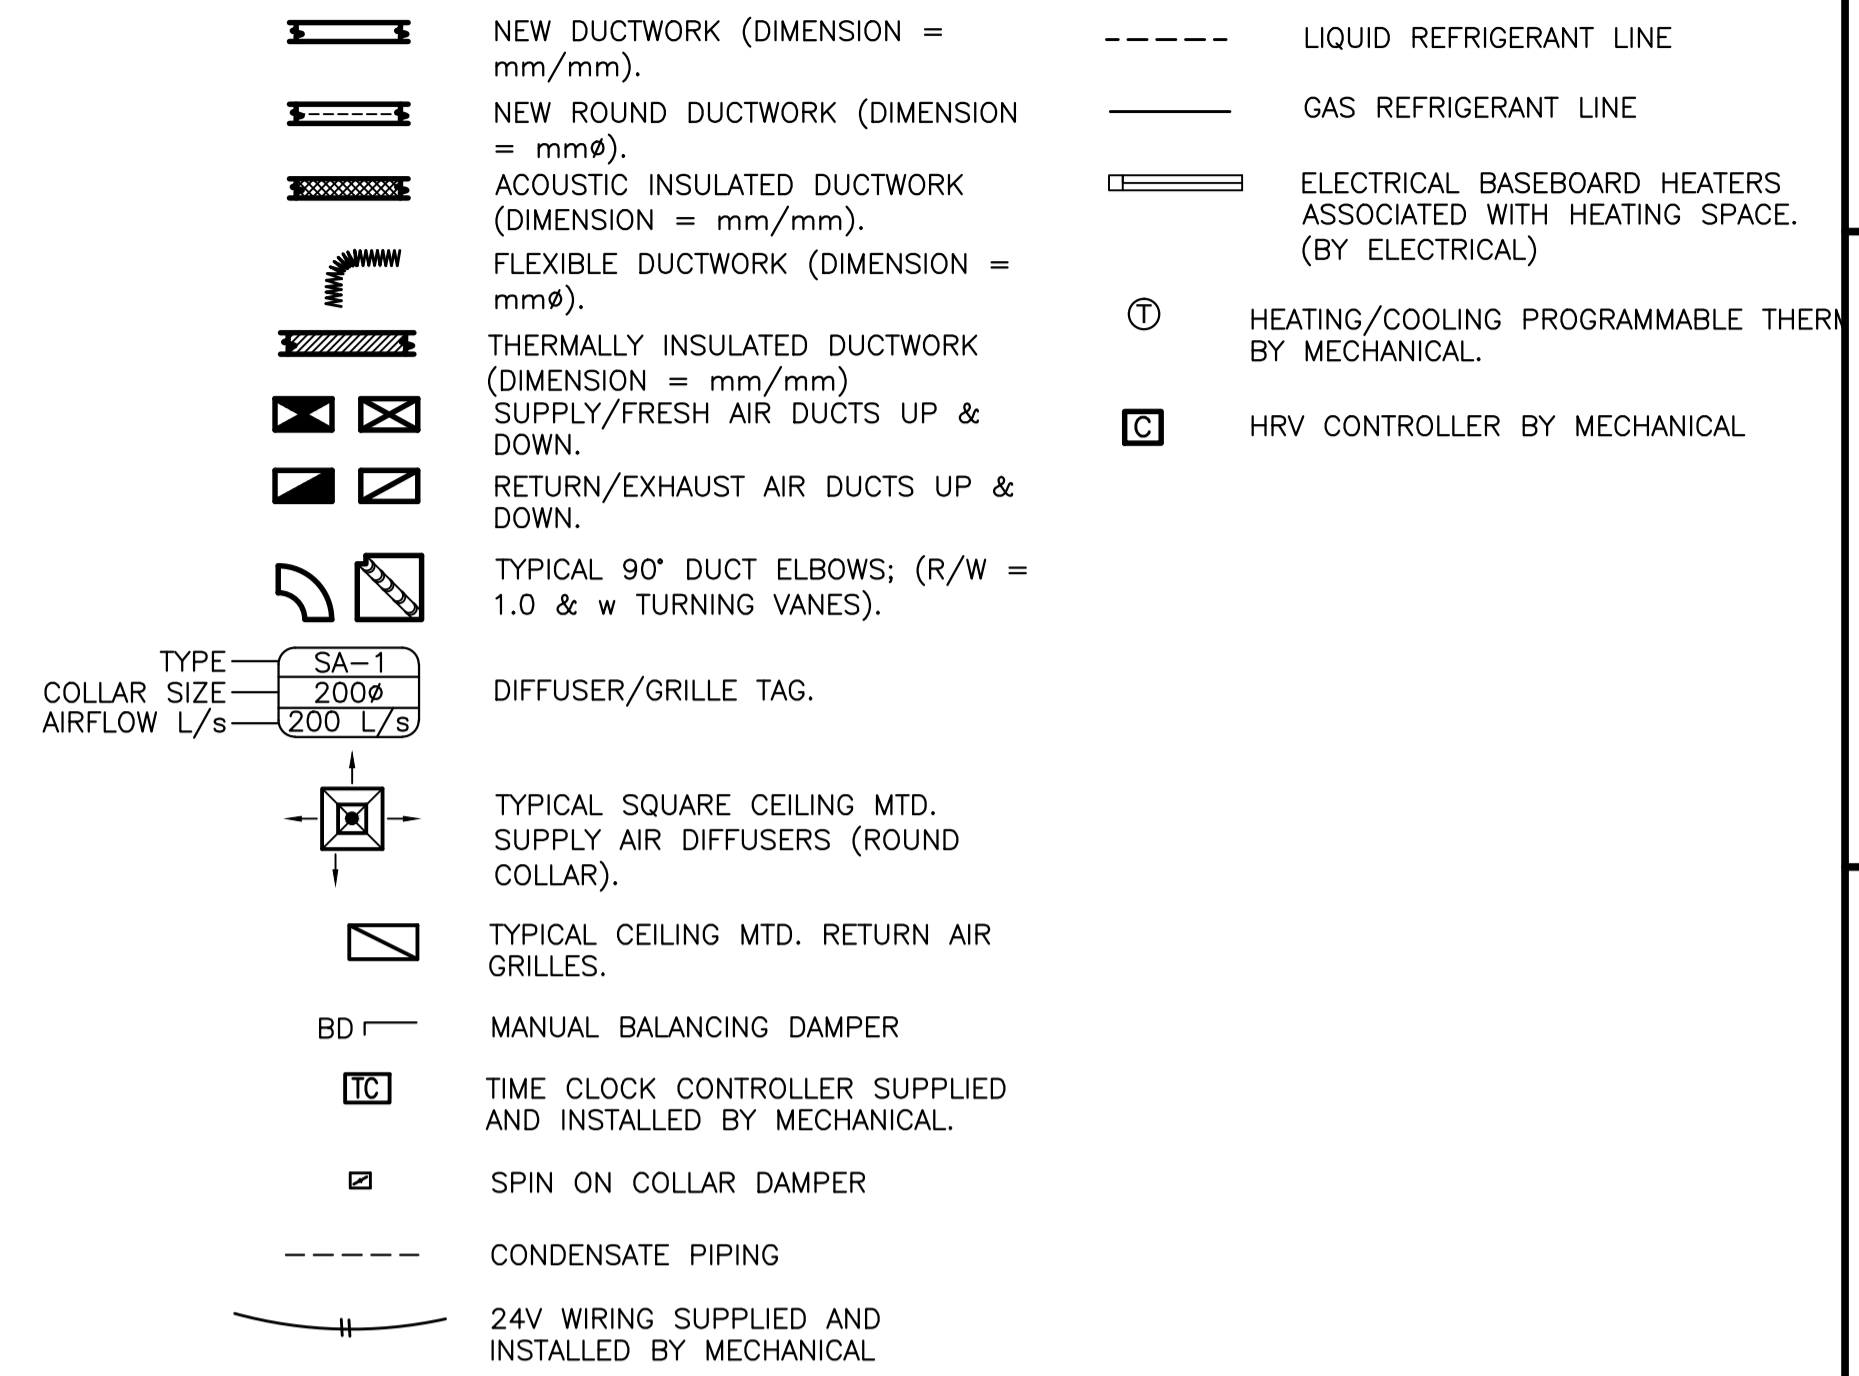 NEW DUCTWORK (DIMENSION =
mm/mm).
NEW ROUND DUCTWORK (DIMENSION
= mmø).
ACOUSTIC INSULATED DUCTWORK
(DIMENSION = mm/mm).
FLEXIBLE DUCTWORK (DIMENSION =
mmø).
THERMALLY INSULATED DUCTWORK
(DIMENSION = mm/mm)
SUPPLY/FRESH AIR DUCTS UP &
DOWN.
RETURN/EXHAUST AIR DUCTS UP &
DOWN.
TYPICAL 90° DUCT ELBOWS; (R/W =
1.0 & w TURNING VANES).
TYPE SA-1
COLLAR SIZE 200ø
AIRFLOW L/s 200 L/s
DIFFUSER/GRILLE TAG.
TYPICAL SQUARE CEILING MTD.
SUPPLY AIR DIFFUSERS (ROUND
COLLAR).
TYPICAL CEILING MTD. RETURN AIR
GRILLES.
BD MANUAL BALANCING DAMPER
TC TIME CLOCK CONTROLLER SUPPLIED
AND INSTALLED BY MECHANICAL.
SPIN ON COLLAR DAMPER
CONDENSATE PIPING
24V WIRING SUPPLIED AND
INSTALLED BY MECHANICAL
LIQUID REFRIGERANT LINE
GAS REFRIGERANT LINE
ELECTRICAL BASEBOARD HEATERS
ASSOCIATED WITH HEATING SPACE.
(BY ELECTRICAL)
T HEATING/COOLING PROGRAMMABLE
BY MECHANICAL.
C HRV CONTROLLER BY MECHANICAL